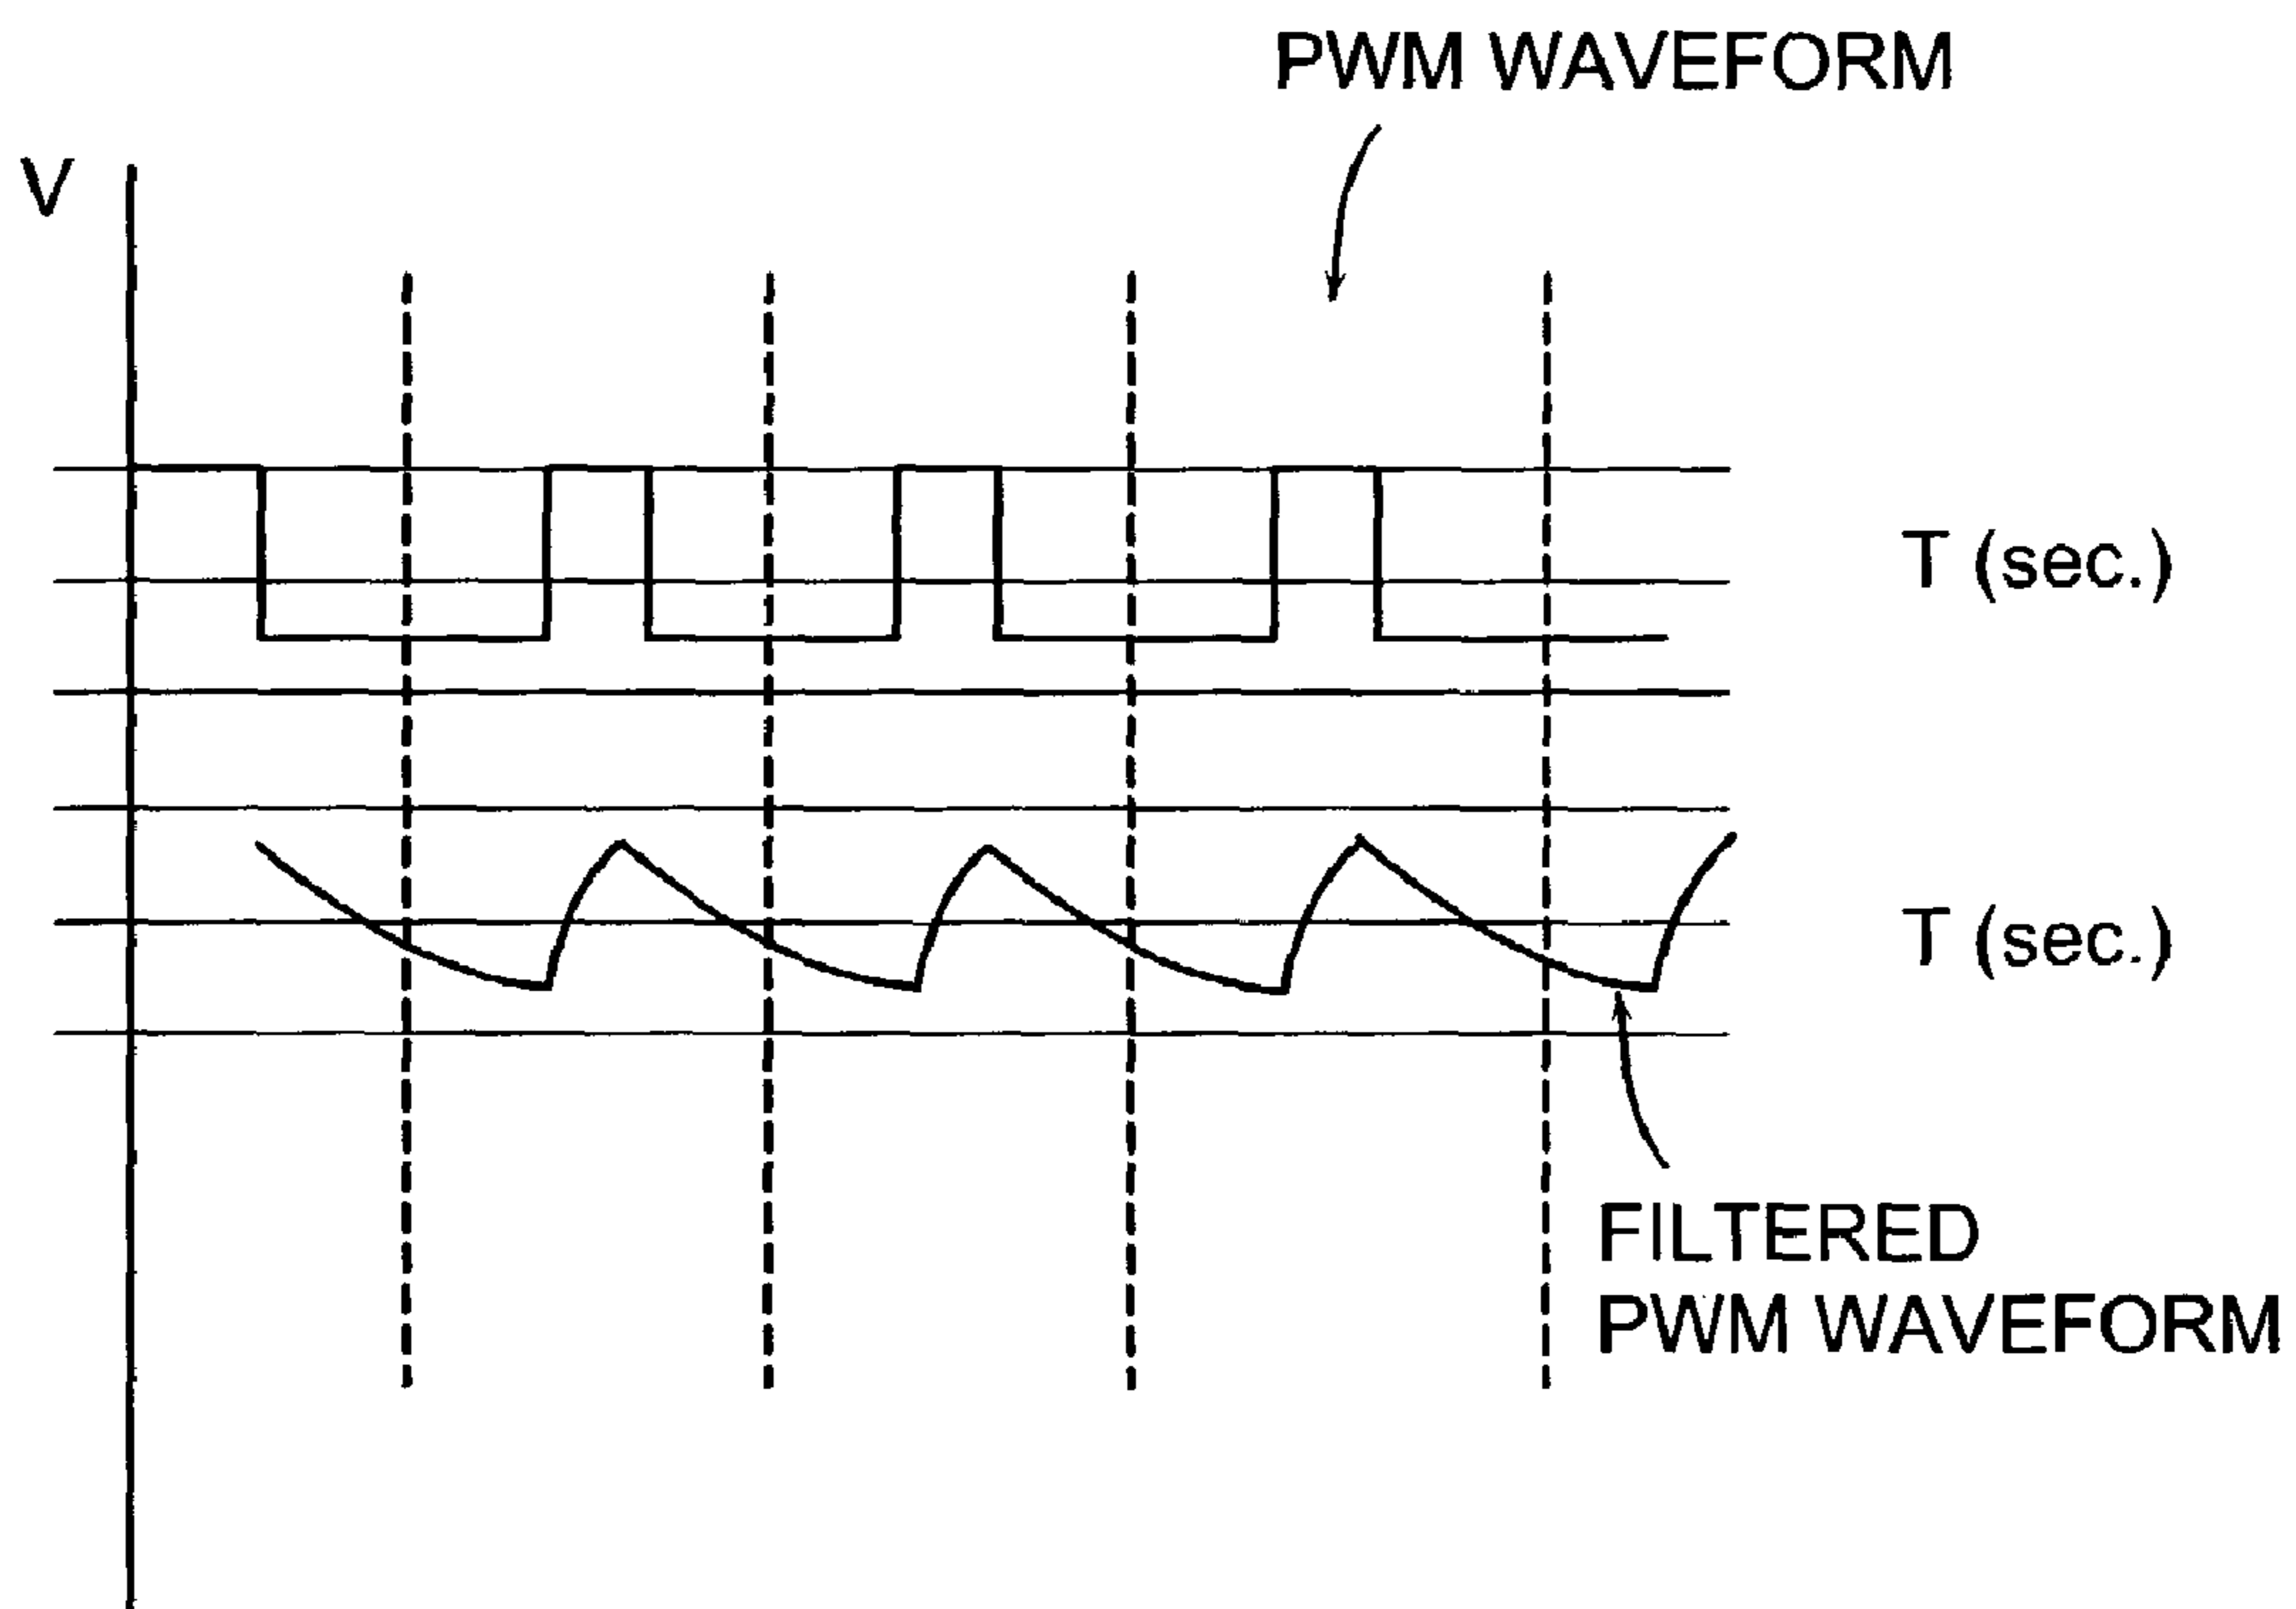 PWM WAVEFORM
V
T (sec.)
T (sec.)
FILTERED
PWM WAVEFORM